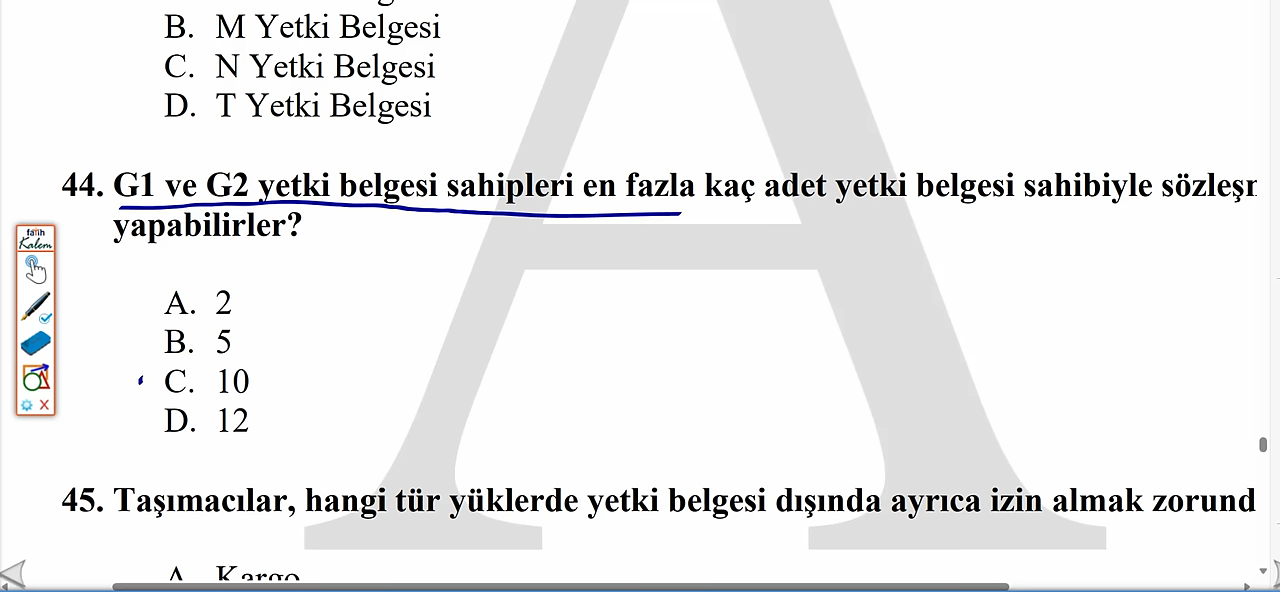 B. M Yetki Belgesi
C. N Yetki Belgesi
D. T Yetki Belgesi
44. G1 ve G2 yetki belgesi sahipleri en fazla kaç adet yetki belgesi sahibiyle
yapabilirler?
fatih
Kalem
A. 2
B. 5
C. 10
D. 12
45. Taşımacılar, hangi tür yüklerde yetki belgesi dışında ayrıca izin almak zorund
A Kargo